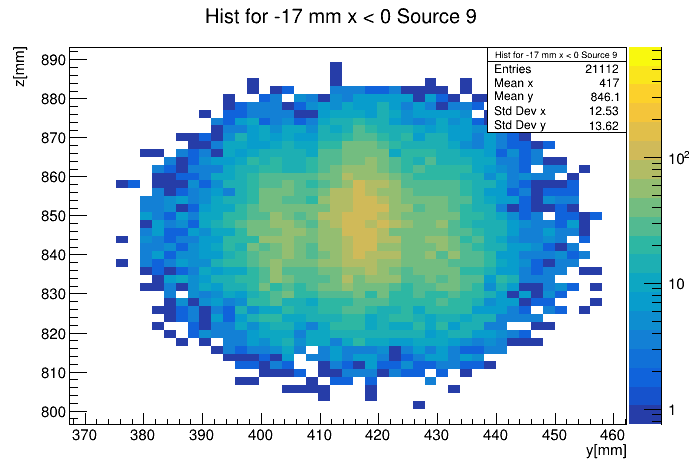 Hist for -17 mm x < 0 Source 9
z[mm]
890
880
870
860
850
840
830
820
810
800
370 380 390 400 410 420 430 440 450 460
y[mm]
Hist for -17 mm x < 0 Source 9
Entries 21112
Mean x 417
Mean y 846.1
Std Dev x 12.53
Std Dev y 13.62
10²
10
1